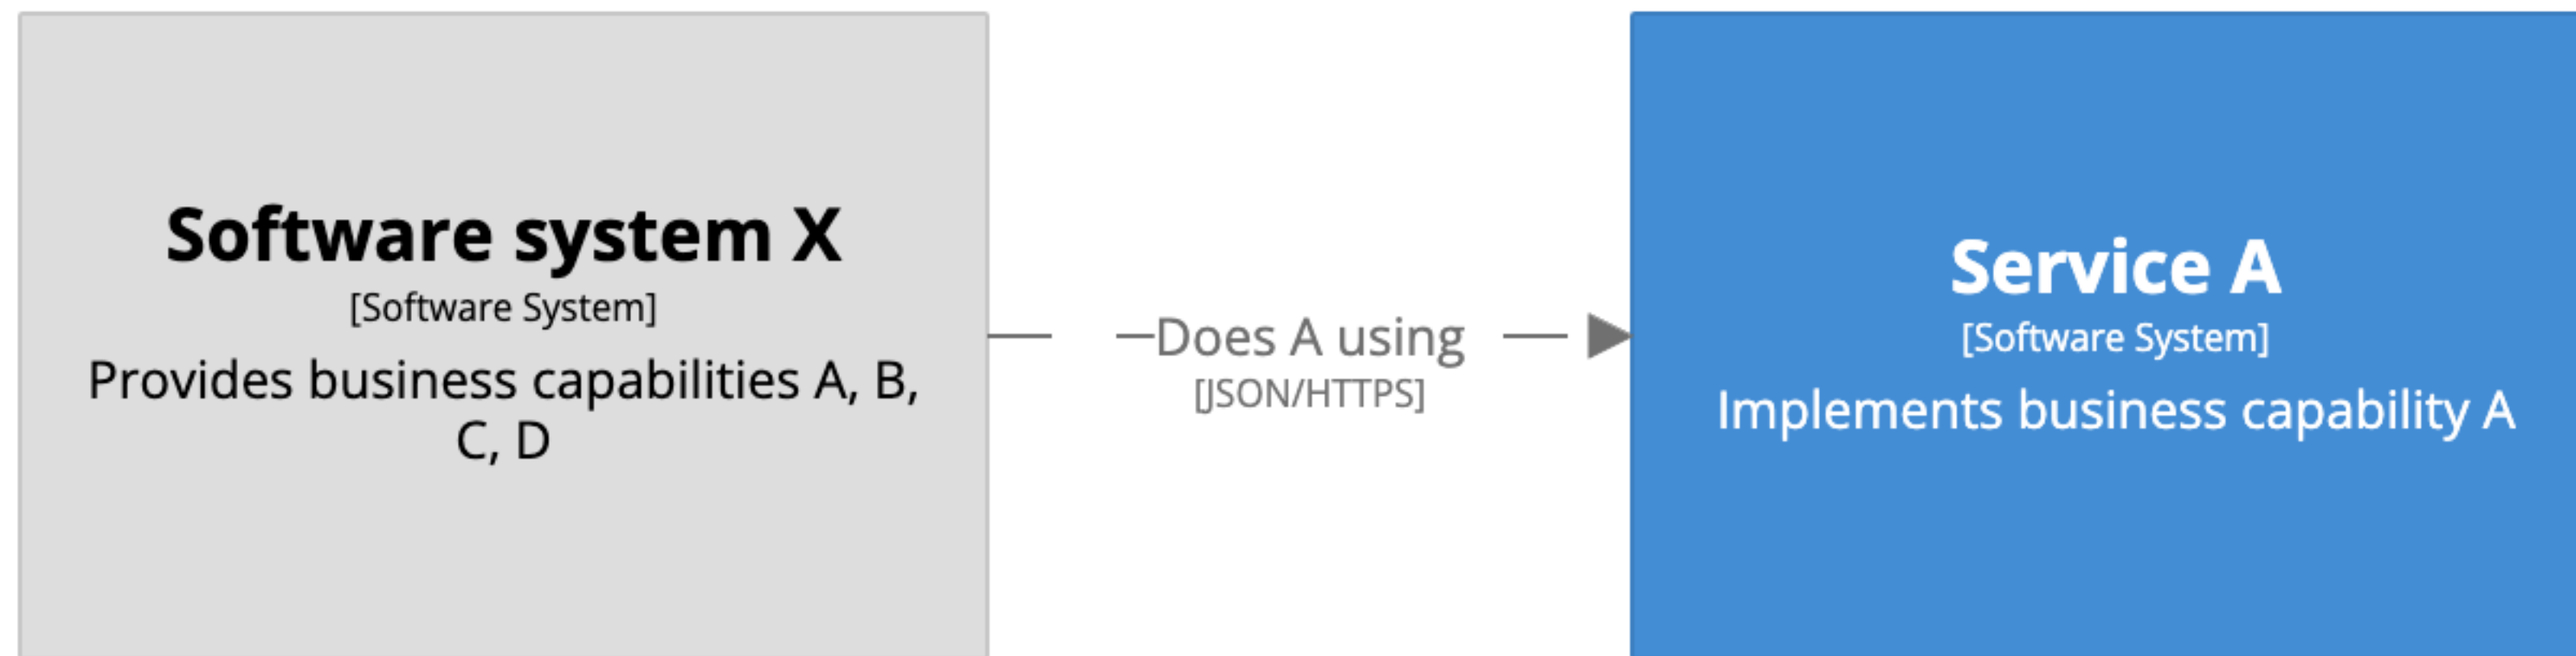 Software system X
[Software System]
Provides business capabilities A, B,
C, D
Does A using
[JSON/HTTPS]
Service A
[Software System]
Implements business capability A